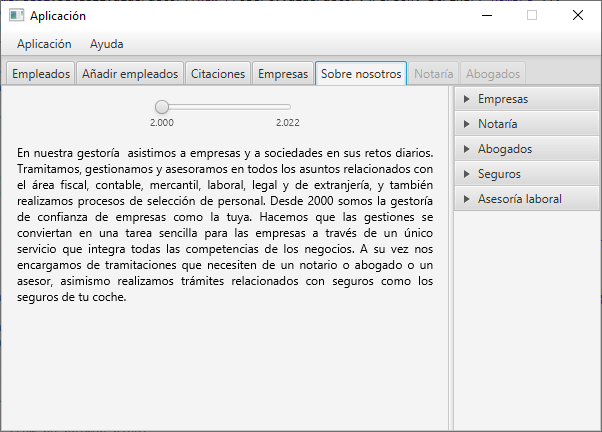 Aplicación
Aplicación Ayuda
Empleados Añadir empleados Citaciones Empresas Sobre nosotros Notaría Abogados
2.000 2.022
En nuestra gestoría asistimos a empresas y a sociedades en sus retos diarios.
Tramitamos, gestionamos y asesoramos en todos los asuntos relacionados con
el área fiscal, contable, mercantil, laboral, legal y de extranjería, y también
realizamos procesos de selección de personal. Desde 2000 somos la gestoría
de confianza de empresas como la tuya. Hacemos que las gestiones se
conviertan en una tarea sencilla para las empresas a través de un único
servicio que integra todas las competencias de los negocios. A su vez nos
encargamos de tramitaciones que necesiten de un notario o abogado o un
asesor, asimismo realizamos trámites relacionados con seguros como los
seguros de tu coche.
Empresas
Notaría
Abogados
Seguros
Asesoría laboral